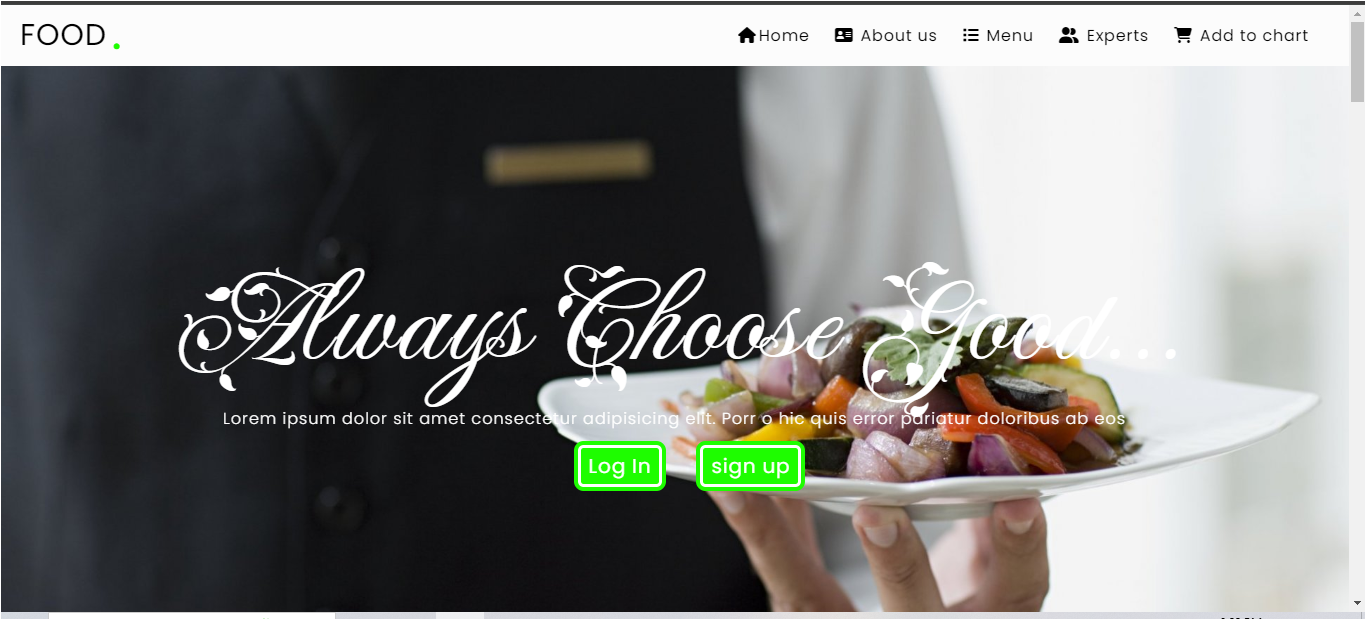 FOOD.
Home About us Menu Experts Add to chart
Always Choose Good...
Lorem ipsum dolor sit amet consectetur adipisicing elit. Porr o hic quis error pariatur doloribus ab eos
Log In sign up